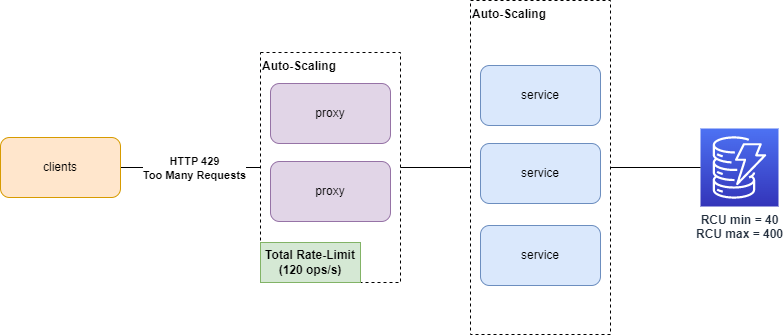 Auto-Scaling
Auto-Scaling
proxy
service
clients
HTTP 429
Too Many Requests
proxy
service
service
Total Rate-Limit
(120 ops/s)
RCU min = 40
RCU max = 400